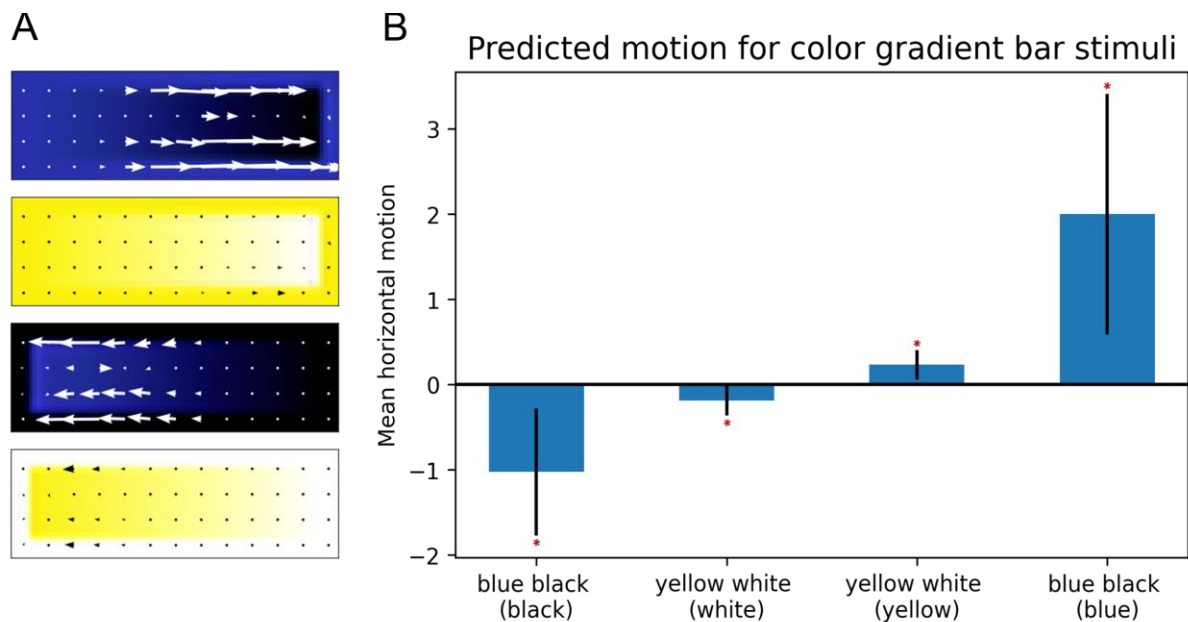 A
B
Predicted motion for color gradient bar stimuli
Mean horizontal motion
3
2
1
0
−1
−2
*
*
*
*
blue black
(black)
yellow white
(white)
yellow white
(yellow)
blue black
(blue)